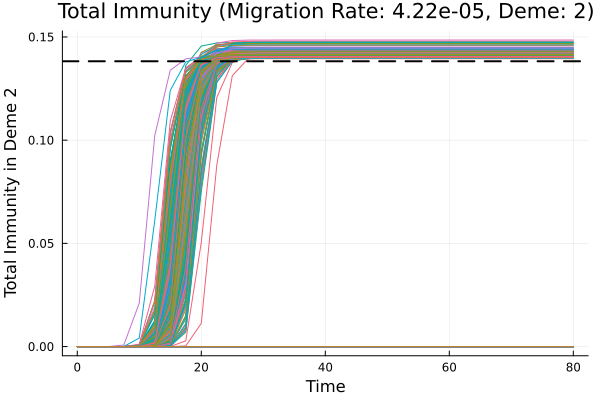 Total Immunity (Migration Rate: 4.22e-05, Deme: 2)
Total Immunity in Deme 2
0.15
0.10
0.05
0.00
0 20 40 60 80
Time